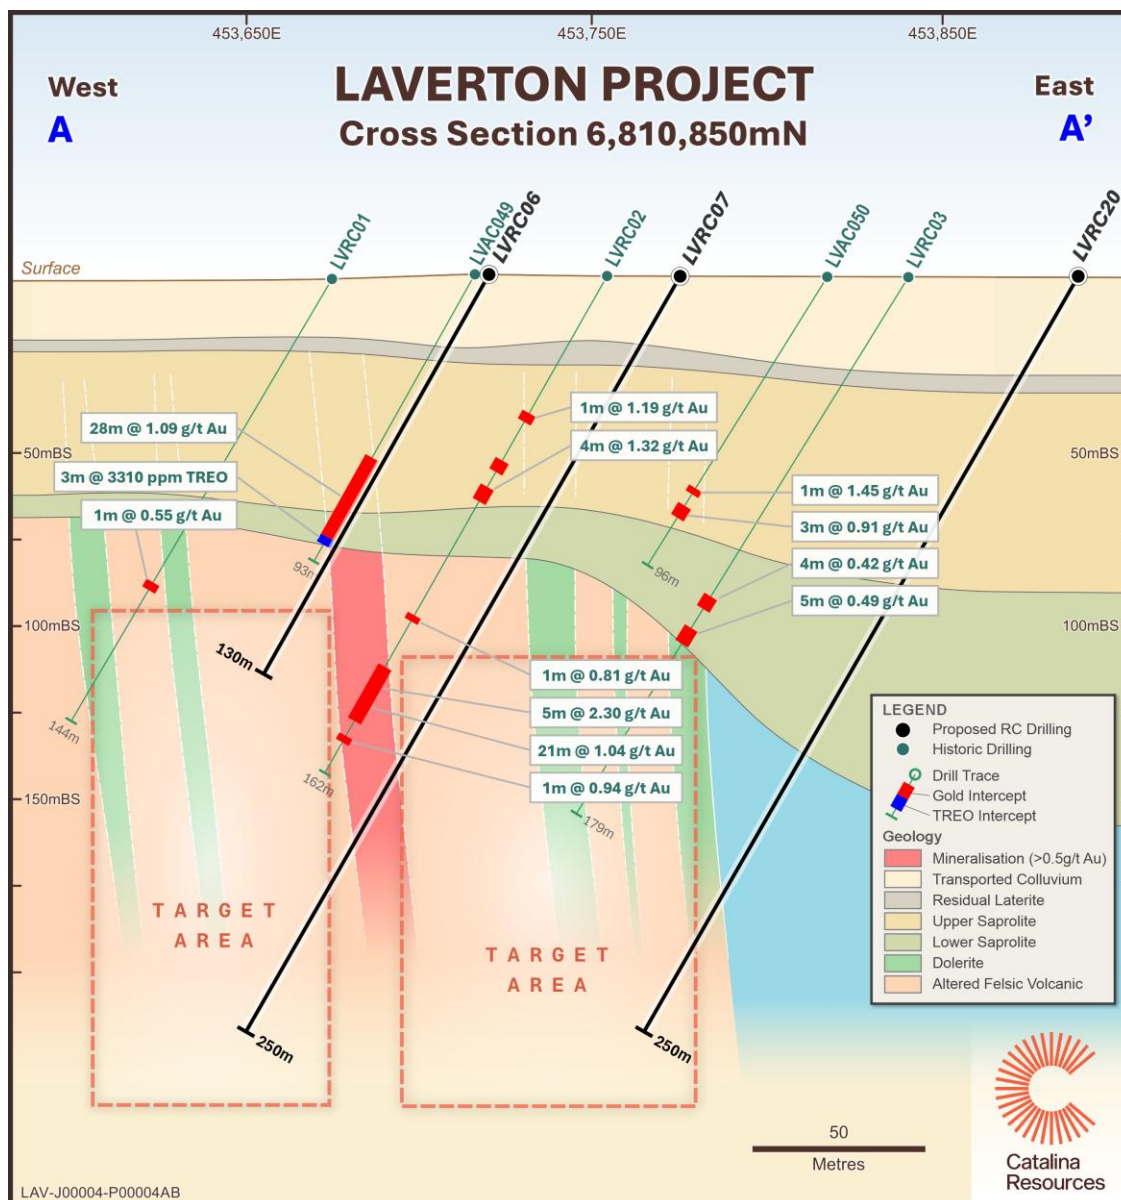 453,650E
453,750E
453,850E
West
A
LAVERTON PROJECT
Cross Section 6,810,850mN
East
A’
LVRC01
LVAC049
LVRC06
LVRC02
LVRC07
LVAC050
LVRC03
LVRC20
Surface
1m @ 1.19 g/t Au
28m @ 1.09 g/t Au
4m @ 1.32 g/t Au
50mBS
50mBS
3m @ 3310 ppm TREO
1m @ 1.45 g/t Au
1m @ 0.55 g/t Au
3m @ 0.91 g/t Au
93m
96m
4m @ 0.42 g/t Au
5m @ 0.49 g/t Au
100mBS
100mBS
130m
1m @ 0.81 g/t Au
5m @ 2.30 g/t Au
144m
21m @ 1.04 g/t Au
162m
1m @ 0.94 g/t Au
150mBS
179m
LEGEND
Proposed RC Drilling
Historic Drilling
Drill Trace
Gold Intercept
TREO Intercept
Geology
Mineralisation (>0.5g/t Au)
Transported Colluvium
Residual Laterite
Upper Saprolite
Lower Saprolite
Dolerite
Altered Felsic Volcanic
TARGET
AREA
TARGET
AREA
250m
250m
50
Metres
Catalina
Resources
LAV-J00004-P00004AB